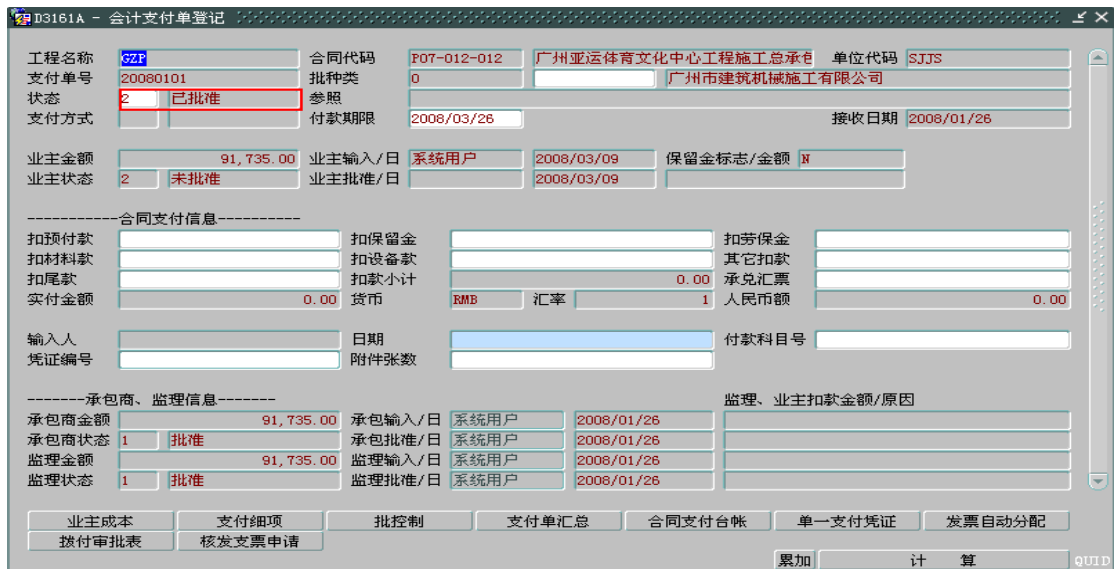 D3161A - 会计支付单登记
工程名称 GZP 合同代码 P07-012-012 广州亚运体育文化中心工程施工总承包 单位代码 SJJS
支付单号 20080101 批种类 0 广州市建筑机械施工有限公司
状态 2 已批准 参照
支付方式 付款期限 2008/03/26 接收日期 2008/01/26
业主金额 91,735.00 业主输入/日 系统用户 2008/03/09 保留金标志/金额 N
业主状态 2 未批准 业主批准/日 2008/03/09
-----------合同支付信息----------
扣预付款 扣保留金 扣劳保金
扣材料款 扣设备款 其它扣款
扣尾款 扣款小计 0.00 承兑汇票
实付金额 0.00 货币 RMB 汇率 1 人民币额 0.00
输入人 日期 付款科目号
凭证编号 附件张数
-------承包商、监理信息------- 监理、业主扣款金额/原因
承包商金额 91,735.00 承包输入/日 系统用户 2008/01/26
承包商状态 1 批准 承包批准/日 系统用户 2008/01/26
监理金额 91,735.00 监理输入/日 系统用户 2008/01/26
监理状态 1 批准 监理批准/日 系统用户 2008/01/26
业主成本 支付细项 批控制 支付单汇总 合同支付台帐 单一支付凭证 发票自动分配
拨付审批表 核发支票申请
累加 计 算 QUID